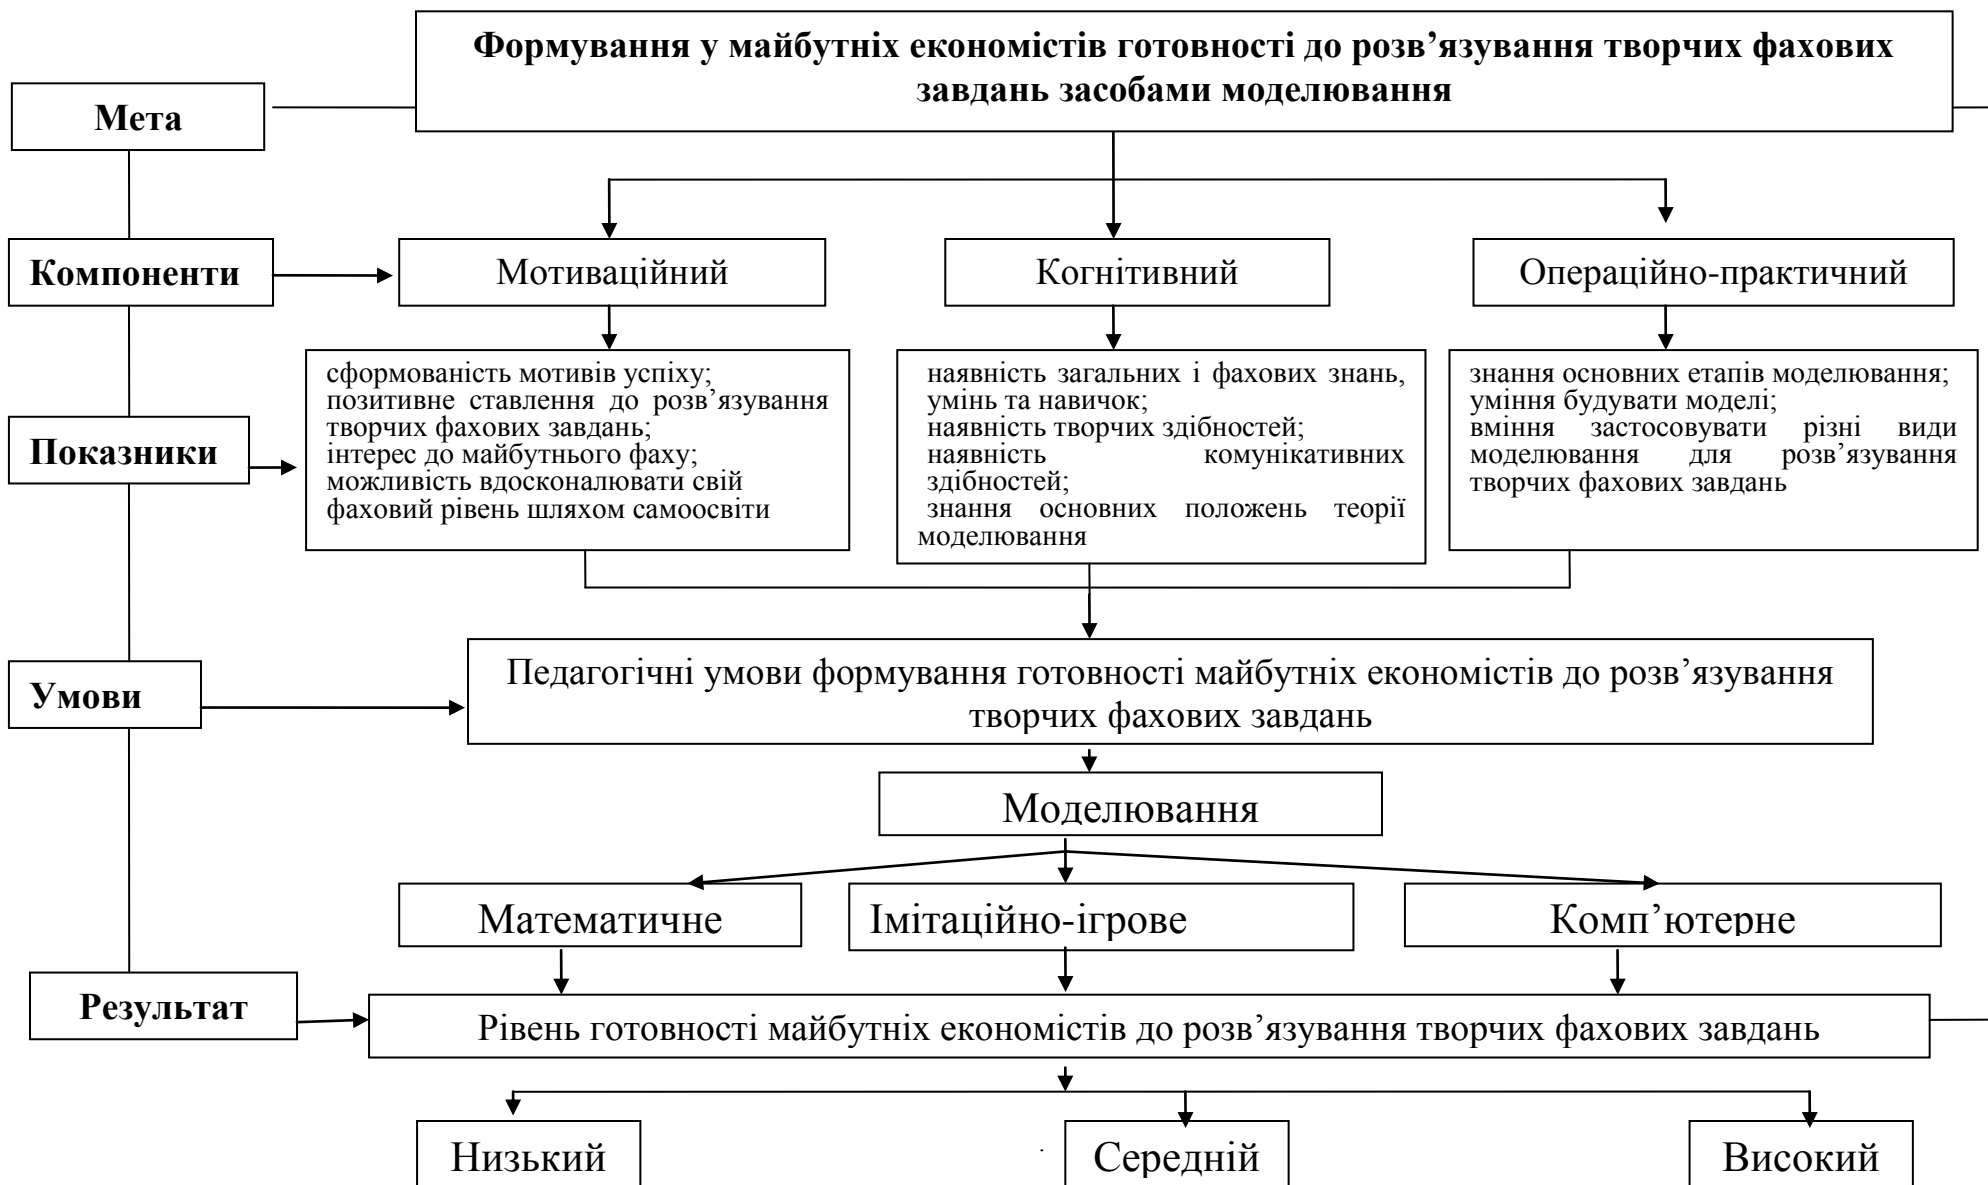 Формування у майбутніх економістів готовності до розв’язування творчих фахових
завдань засобами моделювання
Мета
Компоненти
Мотиваційний
Когнітивний
Операційно-практичний
Показники
сформованість мотивів успіху;
позитивне ставлення до розв’язування
творчих фахових завдань;
інтерес до майбутнього фаху;
можливість вдосконалювати свій
фаховий рівень шляхом самоосвіти
наявність загальних і фахових знань,
умінь та навичок;
наявність творчих здібностей;
наявність комунікативних
здібностей;
знання основних положень теорії
моделювання
знання основних етапів моделювання;
уміння будувати моделі;
вміння застосовувати різні види
моделювання для розв’язування
творчих фахових завдань
Умови
Педагогічні умови формування готовності майбутніх економістів до розв’язування
творчих фахових завдань
Моделювання
Математичне
Імітаційно-ігрове
Комп’ютерне
Результат
Рівень готовності майбутніх економістів до розв’язування творчих фахових завдань
Низький
Середній
Високий